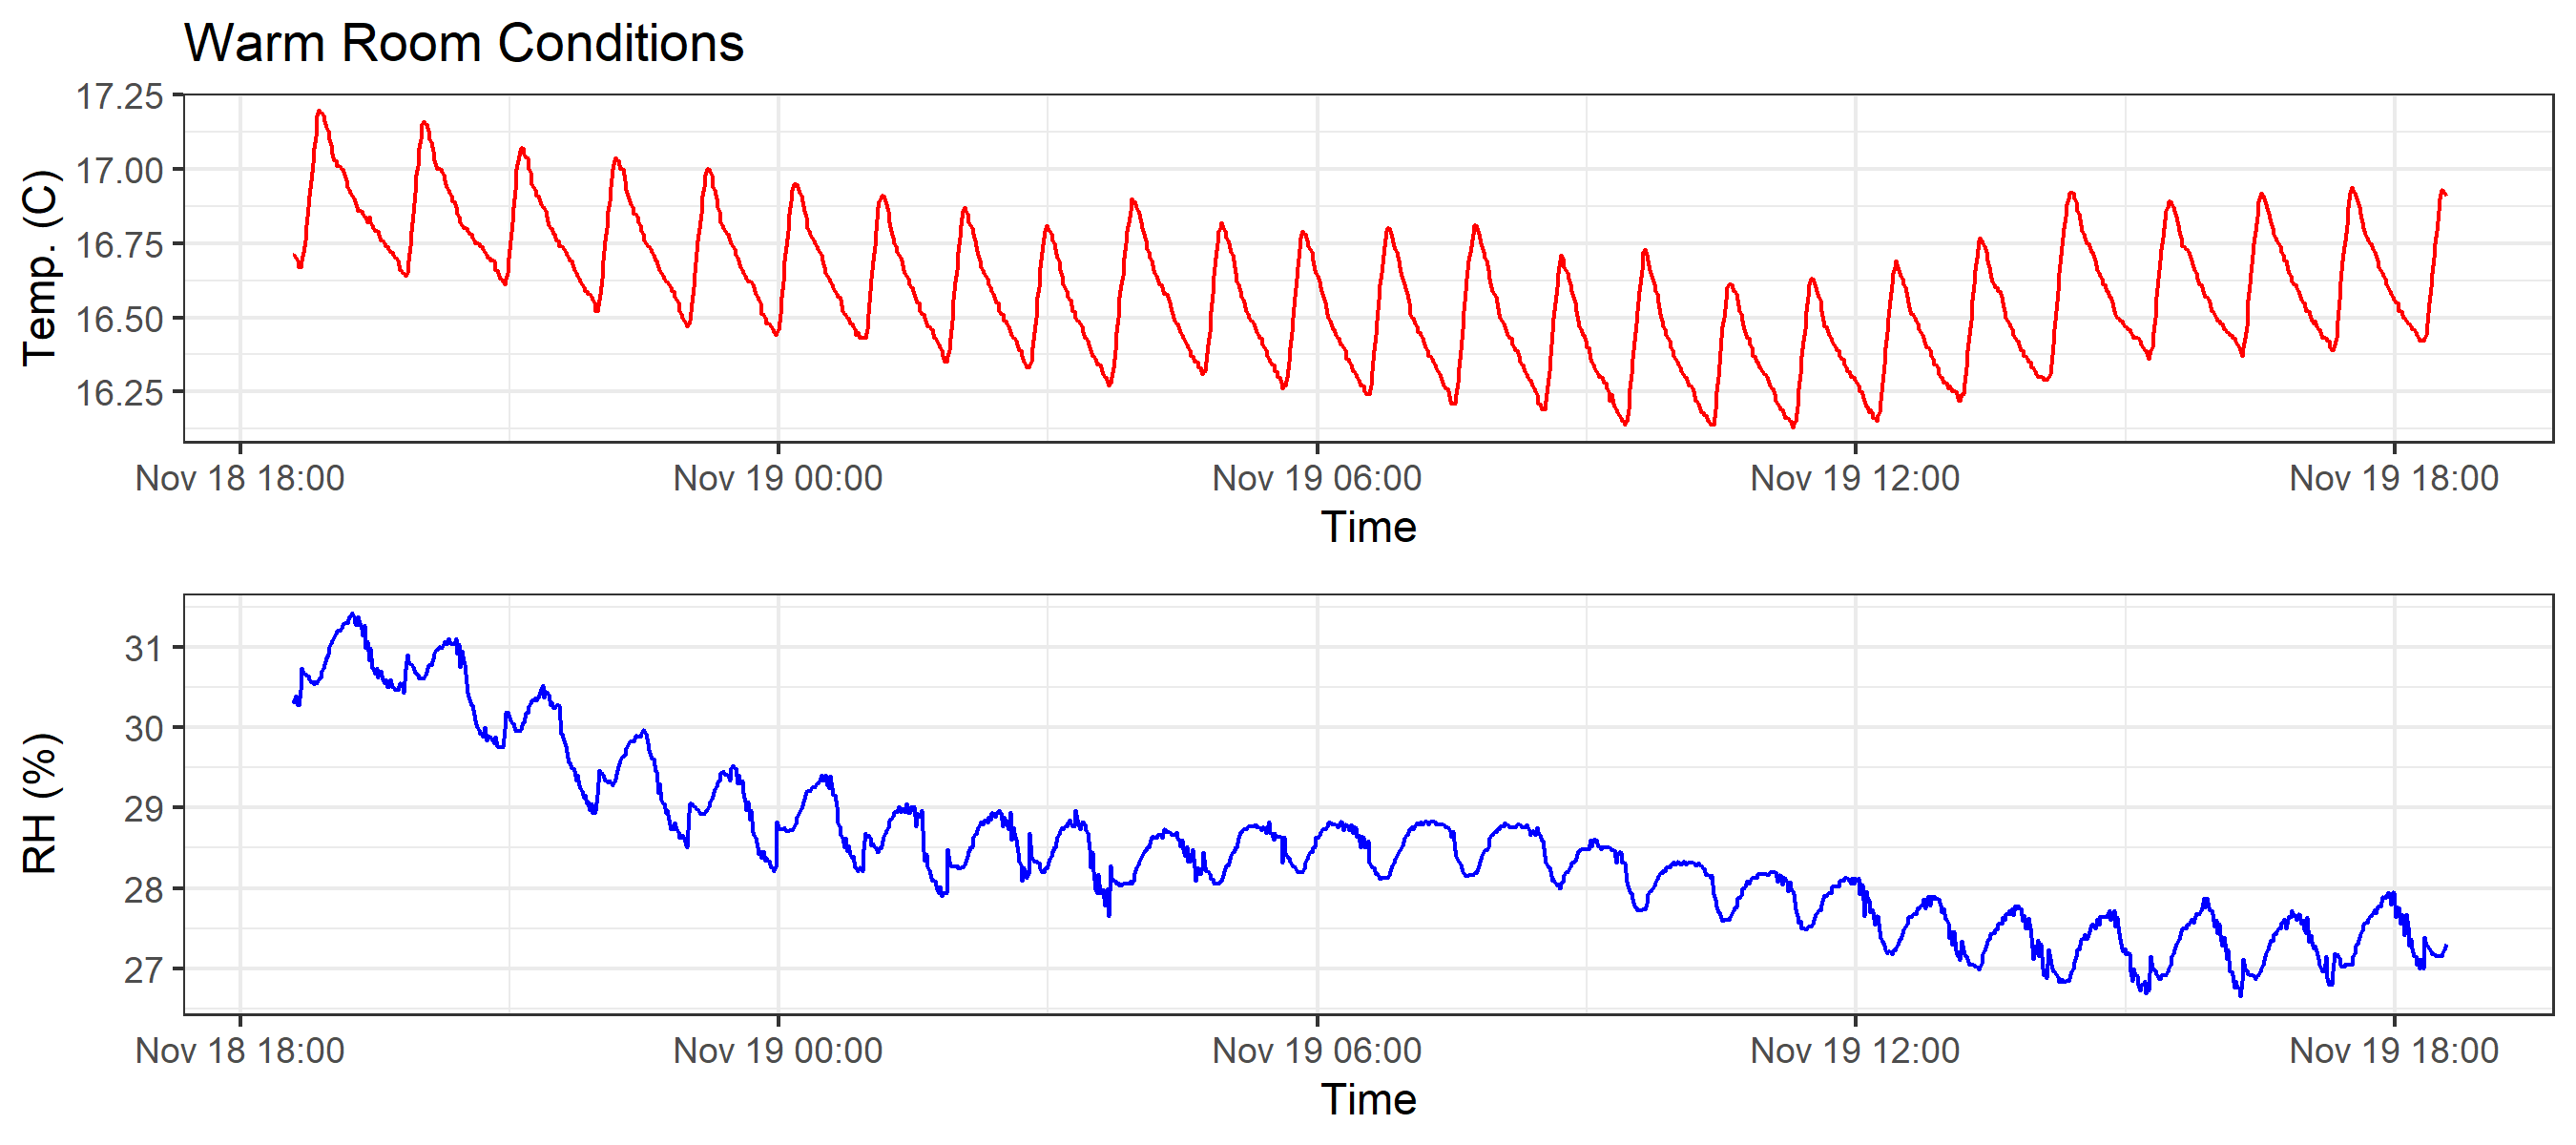 Warm Room Conditions
Temp. (C)
17.25
17.00
16.75
16.50
16.25
Nov 18 18:00 Nov 19 00:00 Nov 19 06:00 Nov 19 12:00 Nov 19 18:00
Time
RH (%)
31
30
29
28
27
Nov 18 18:00 Nov 19 00:00 Nov 19 06:00 Nov 19 12:00 Nov 19 18:00
Time